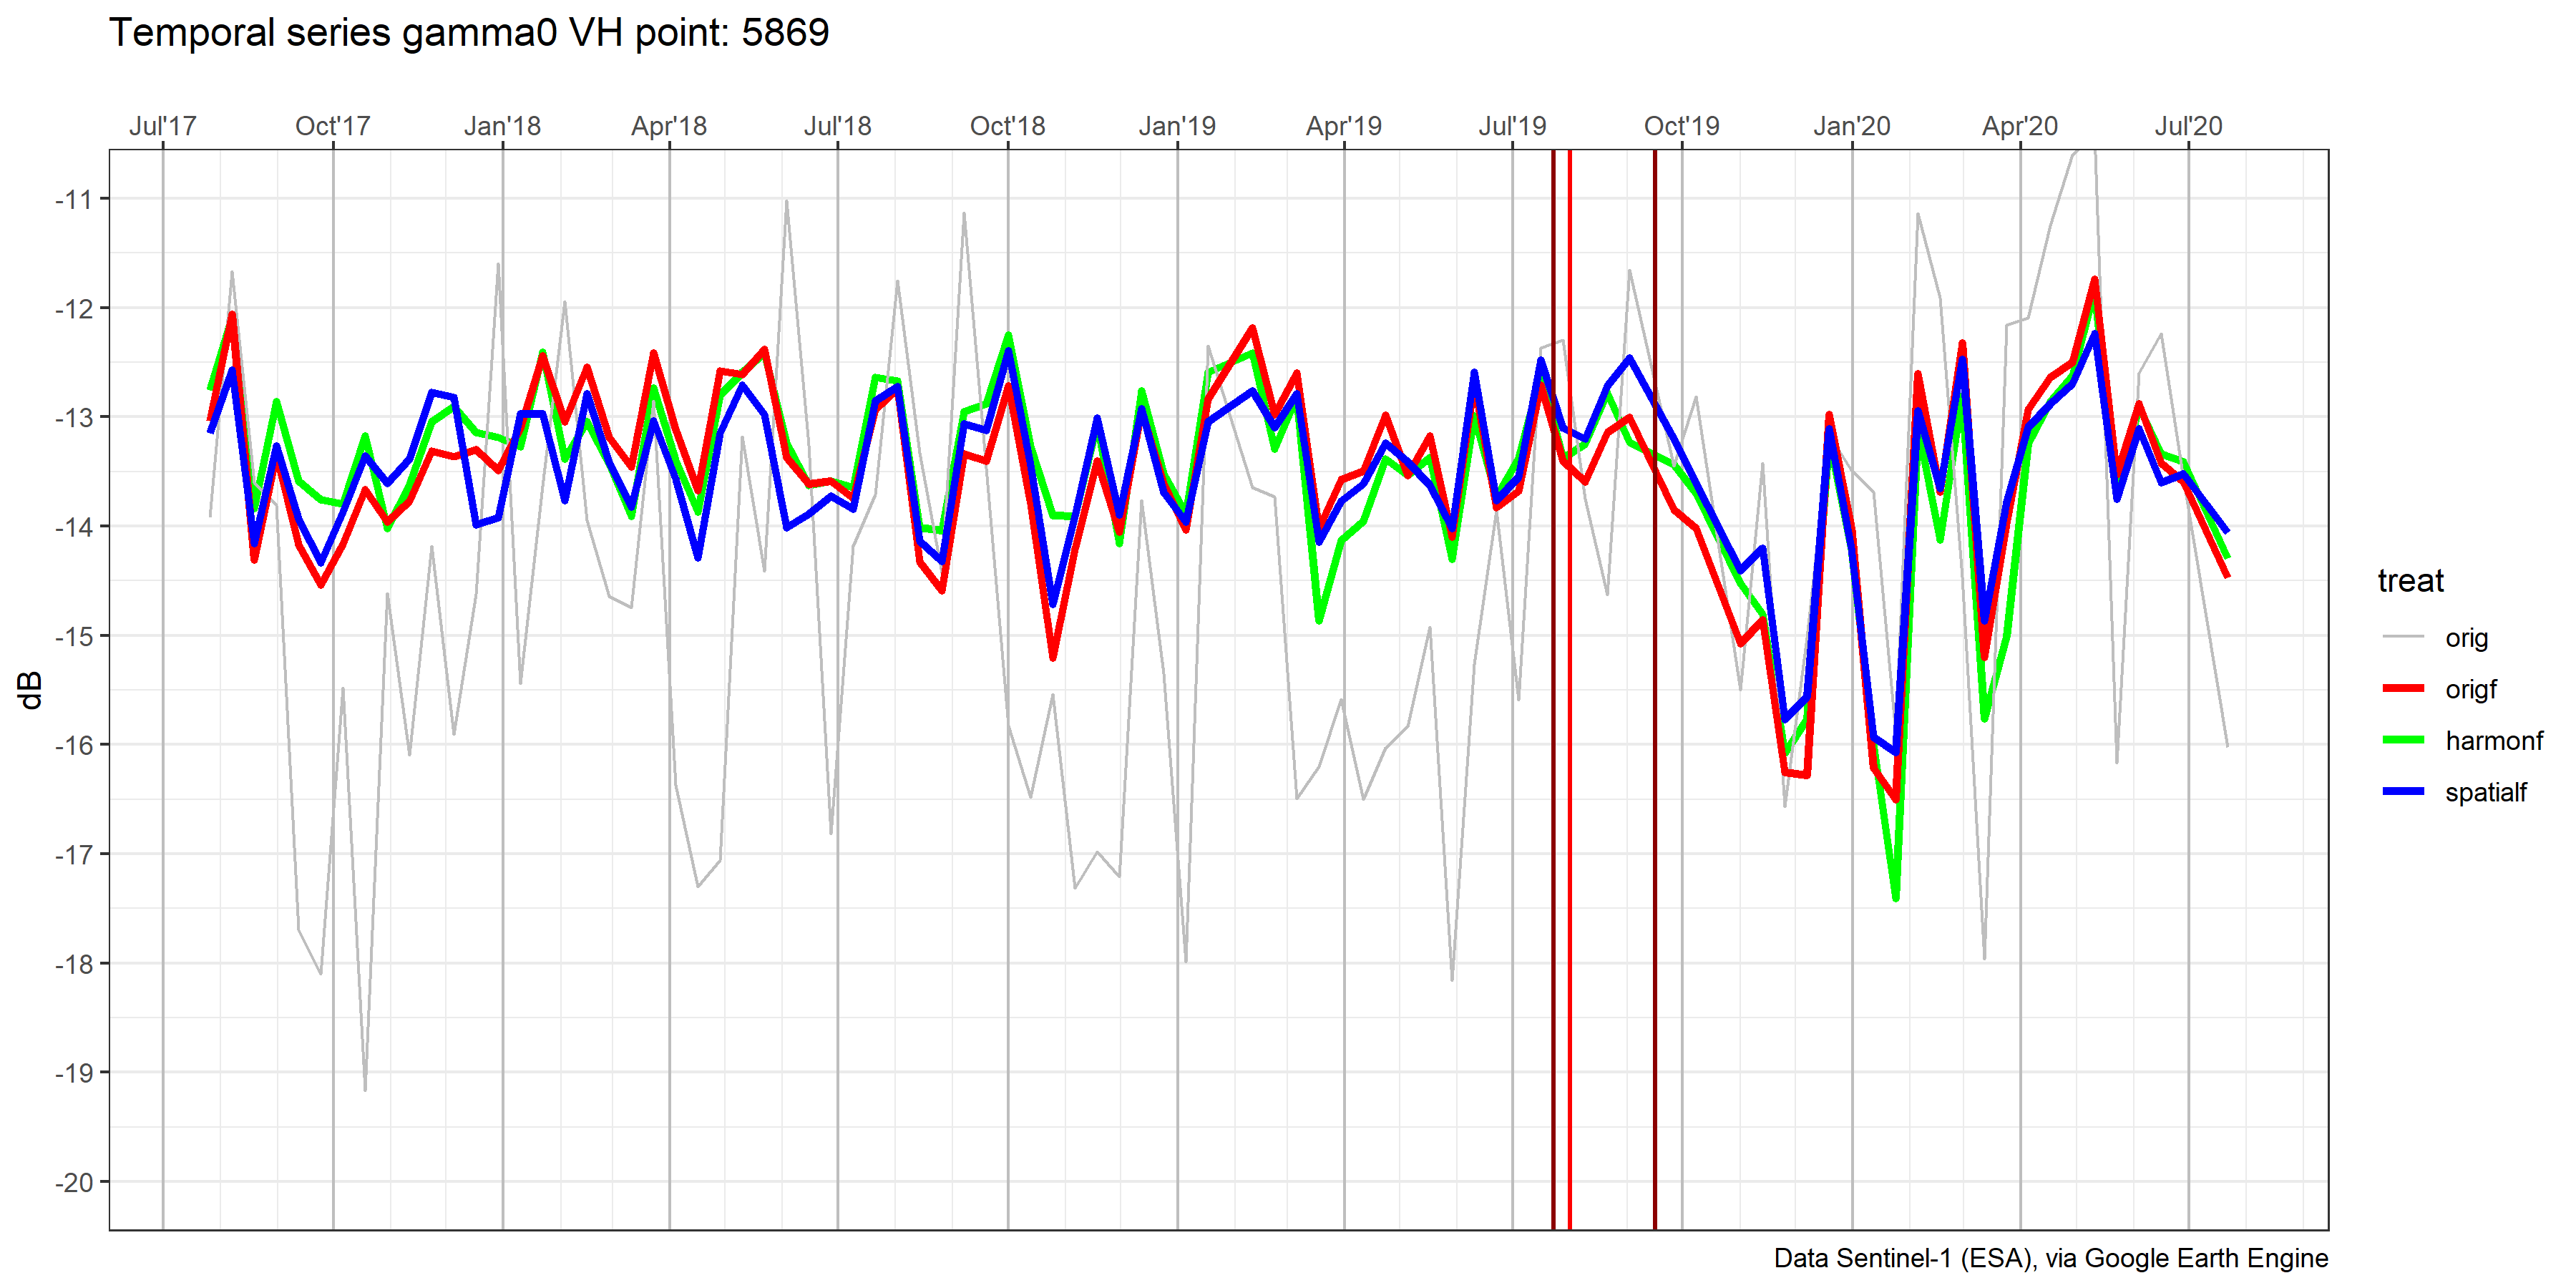 Temporal series gamma0 VH point: 5869
Jul'17 Oct'17 Jan'18 Apr'18 Jul'18 Oct'18 Jan'19 Apr'19 Jul'19 Oct'19 Jan'20 Apr'20 Jul'20
-11
-12
-13
-14
-15
-16
-17
-18
-19
-20
dB
treat
orig
origf
harmonf
spatialf
Data Sentinel-1 (ESA), via Google Earth Engine